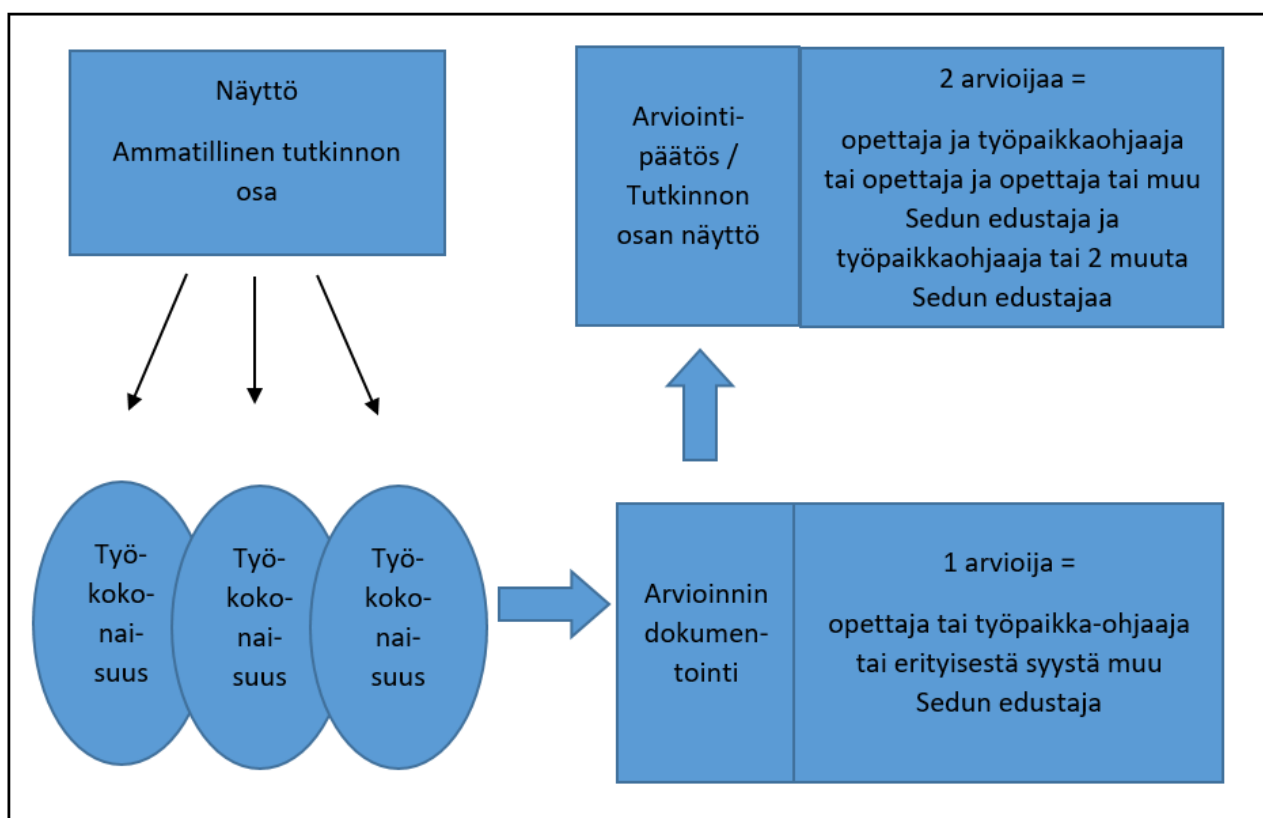 Näyttö
Ammatillinen tutkinnon
osa
Arviointi-
päätös /
Tutkinnon
osan näyttö
2 arvioijaa =
opettaja ja työpaikkaohjaaja
tai opettaja ja opettaja tai muu
Sedun edustaja ja
työpaikkaohjaaja tai 2 muuta
Sedun edustajaa
Työ-
koko-
nai-
suus
Työ-
koko-
nai-
suus
Työ-
koko-
nai-
suus
Arvioinnin
dokumen-
tointi
1 arvioija =
opettaja tai työpaikka-ohjaaja
tai erityisestä syystä muu
Sedun edustaja